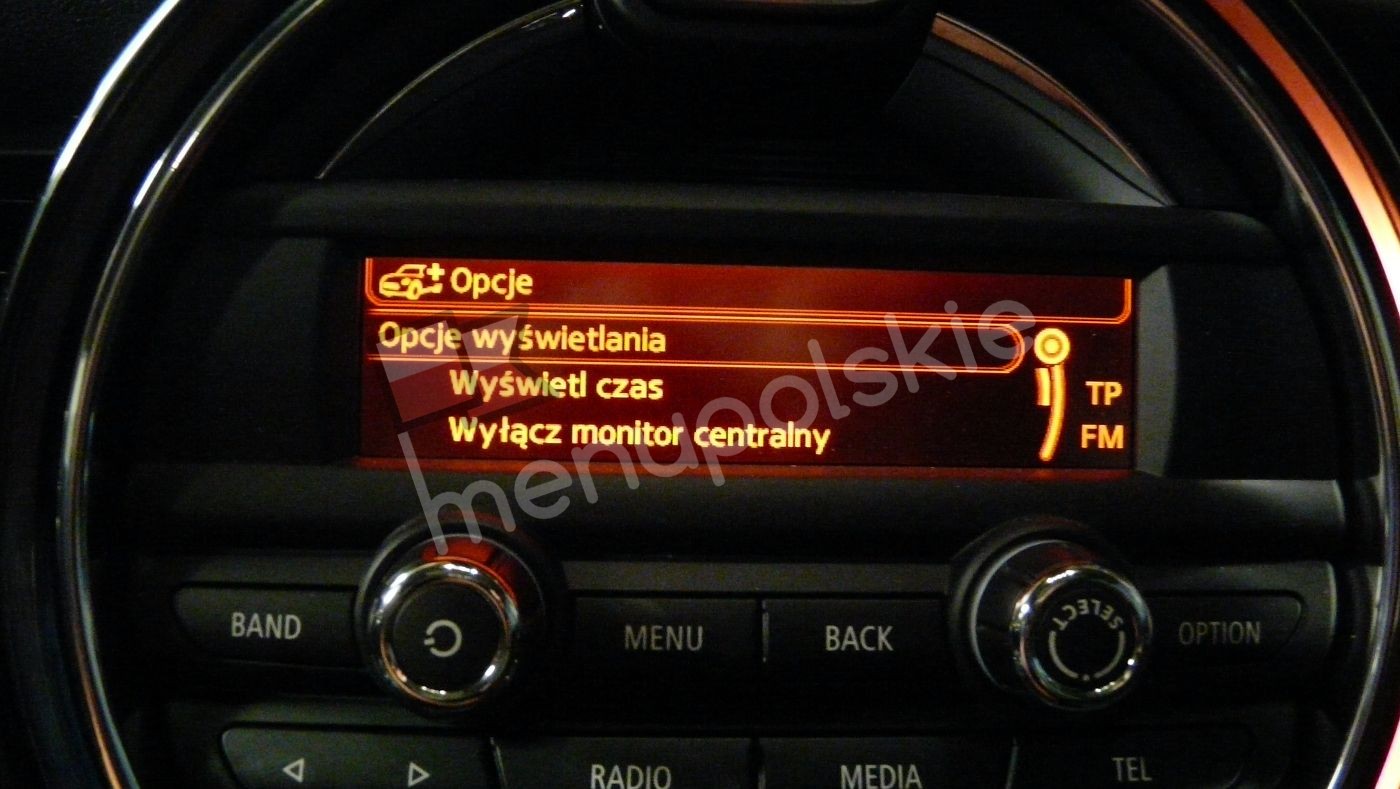 Opcje
Opcje wyświetlania
Wyświetl czas
TP
Wyłącz monitor centralny
FM
menupolskie
BAND
MENU
BACK
SELECT
OPTION
RADIO
MEDIA
TEL